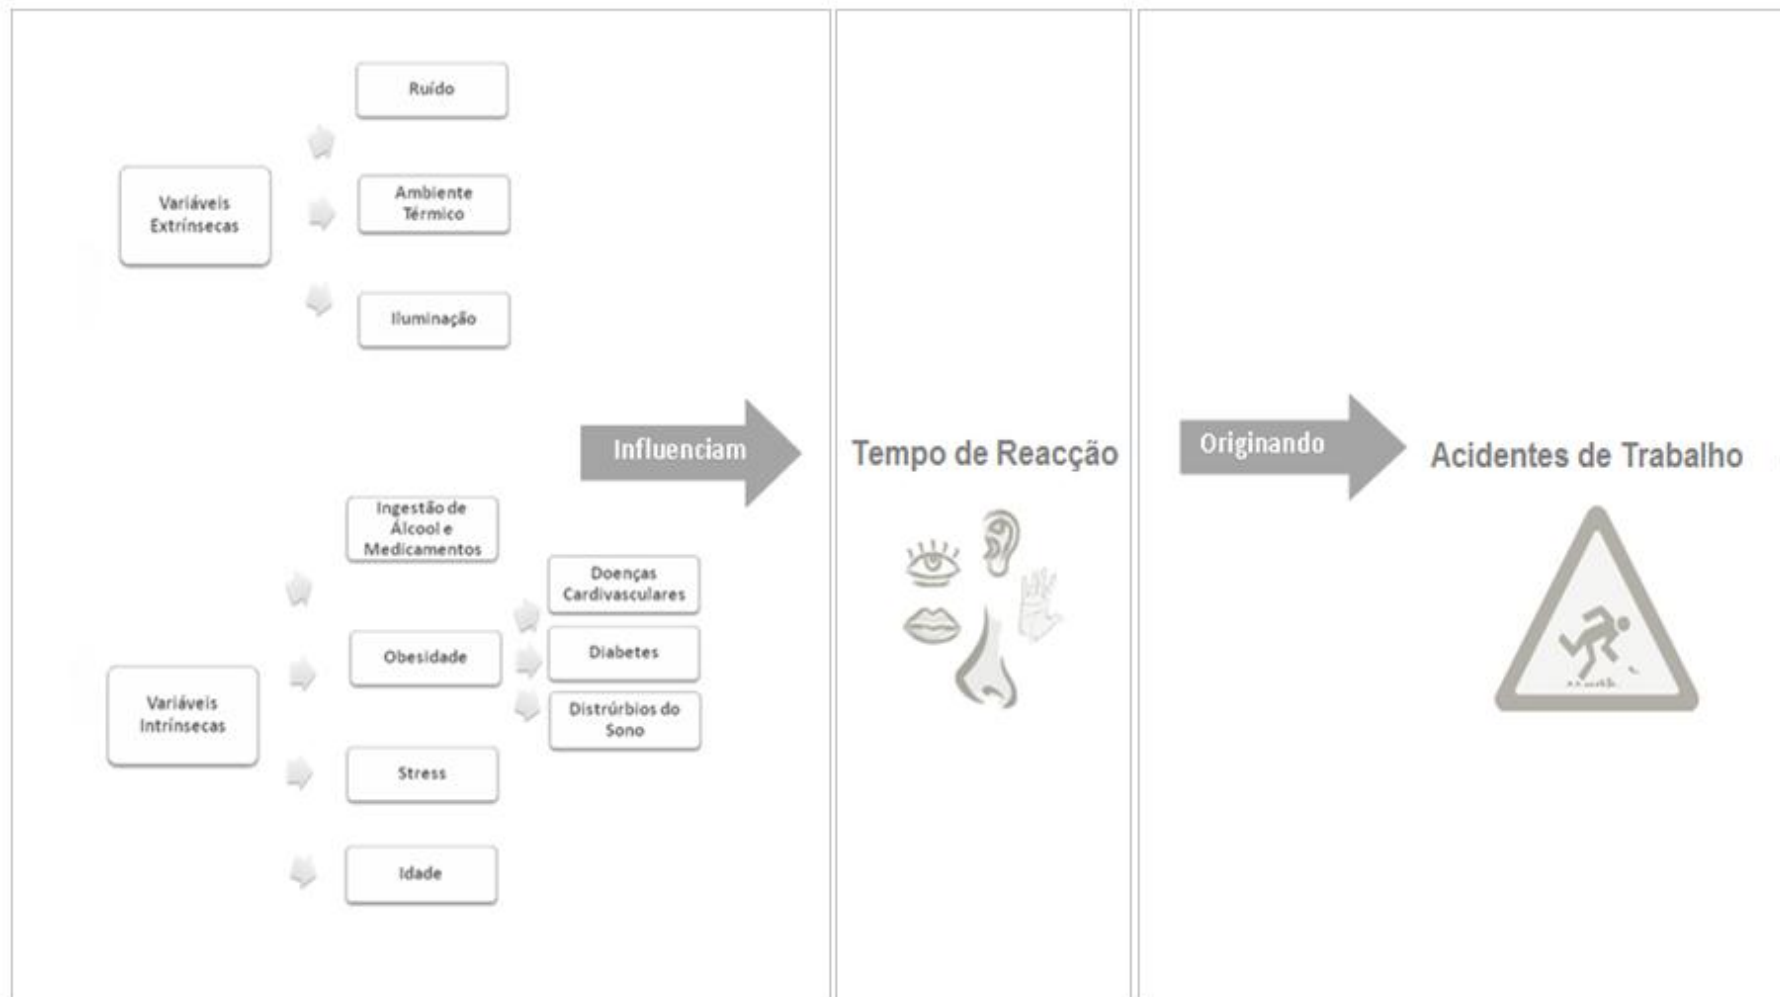 Ruído
Variáveis
Extrínsecas
Ambiente
Térmico
Iluminação
Influenciam
Tempo de Reacção
Originando
Acidentes de Trabalho
Ingestão de
Álcool e
Medicamentos
Doenças
Cardivasculares
Obesidade
Diabetes
Distrúrbios do
Sono
Variáveis
Intrínsecas
Stress
Idade